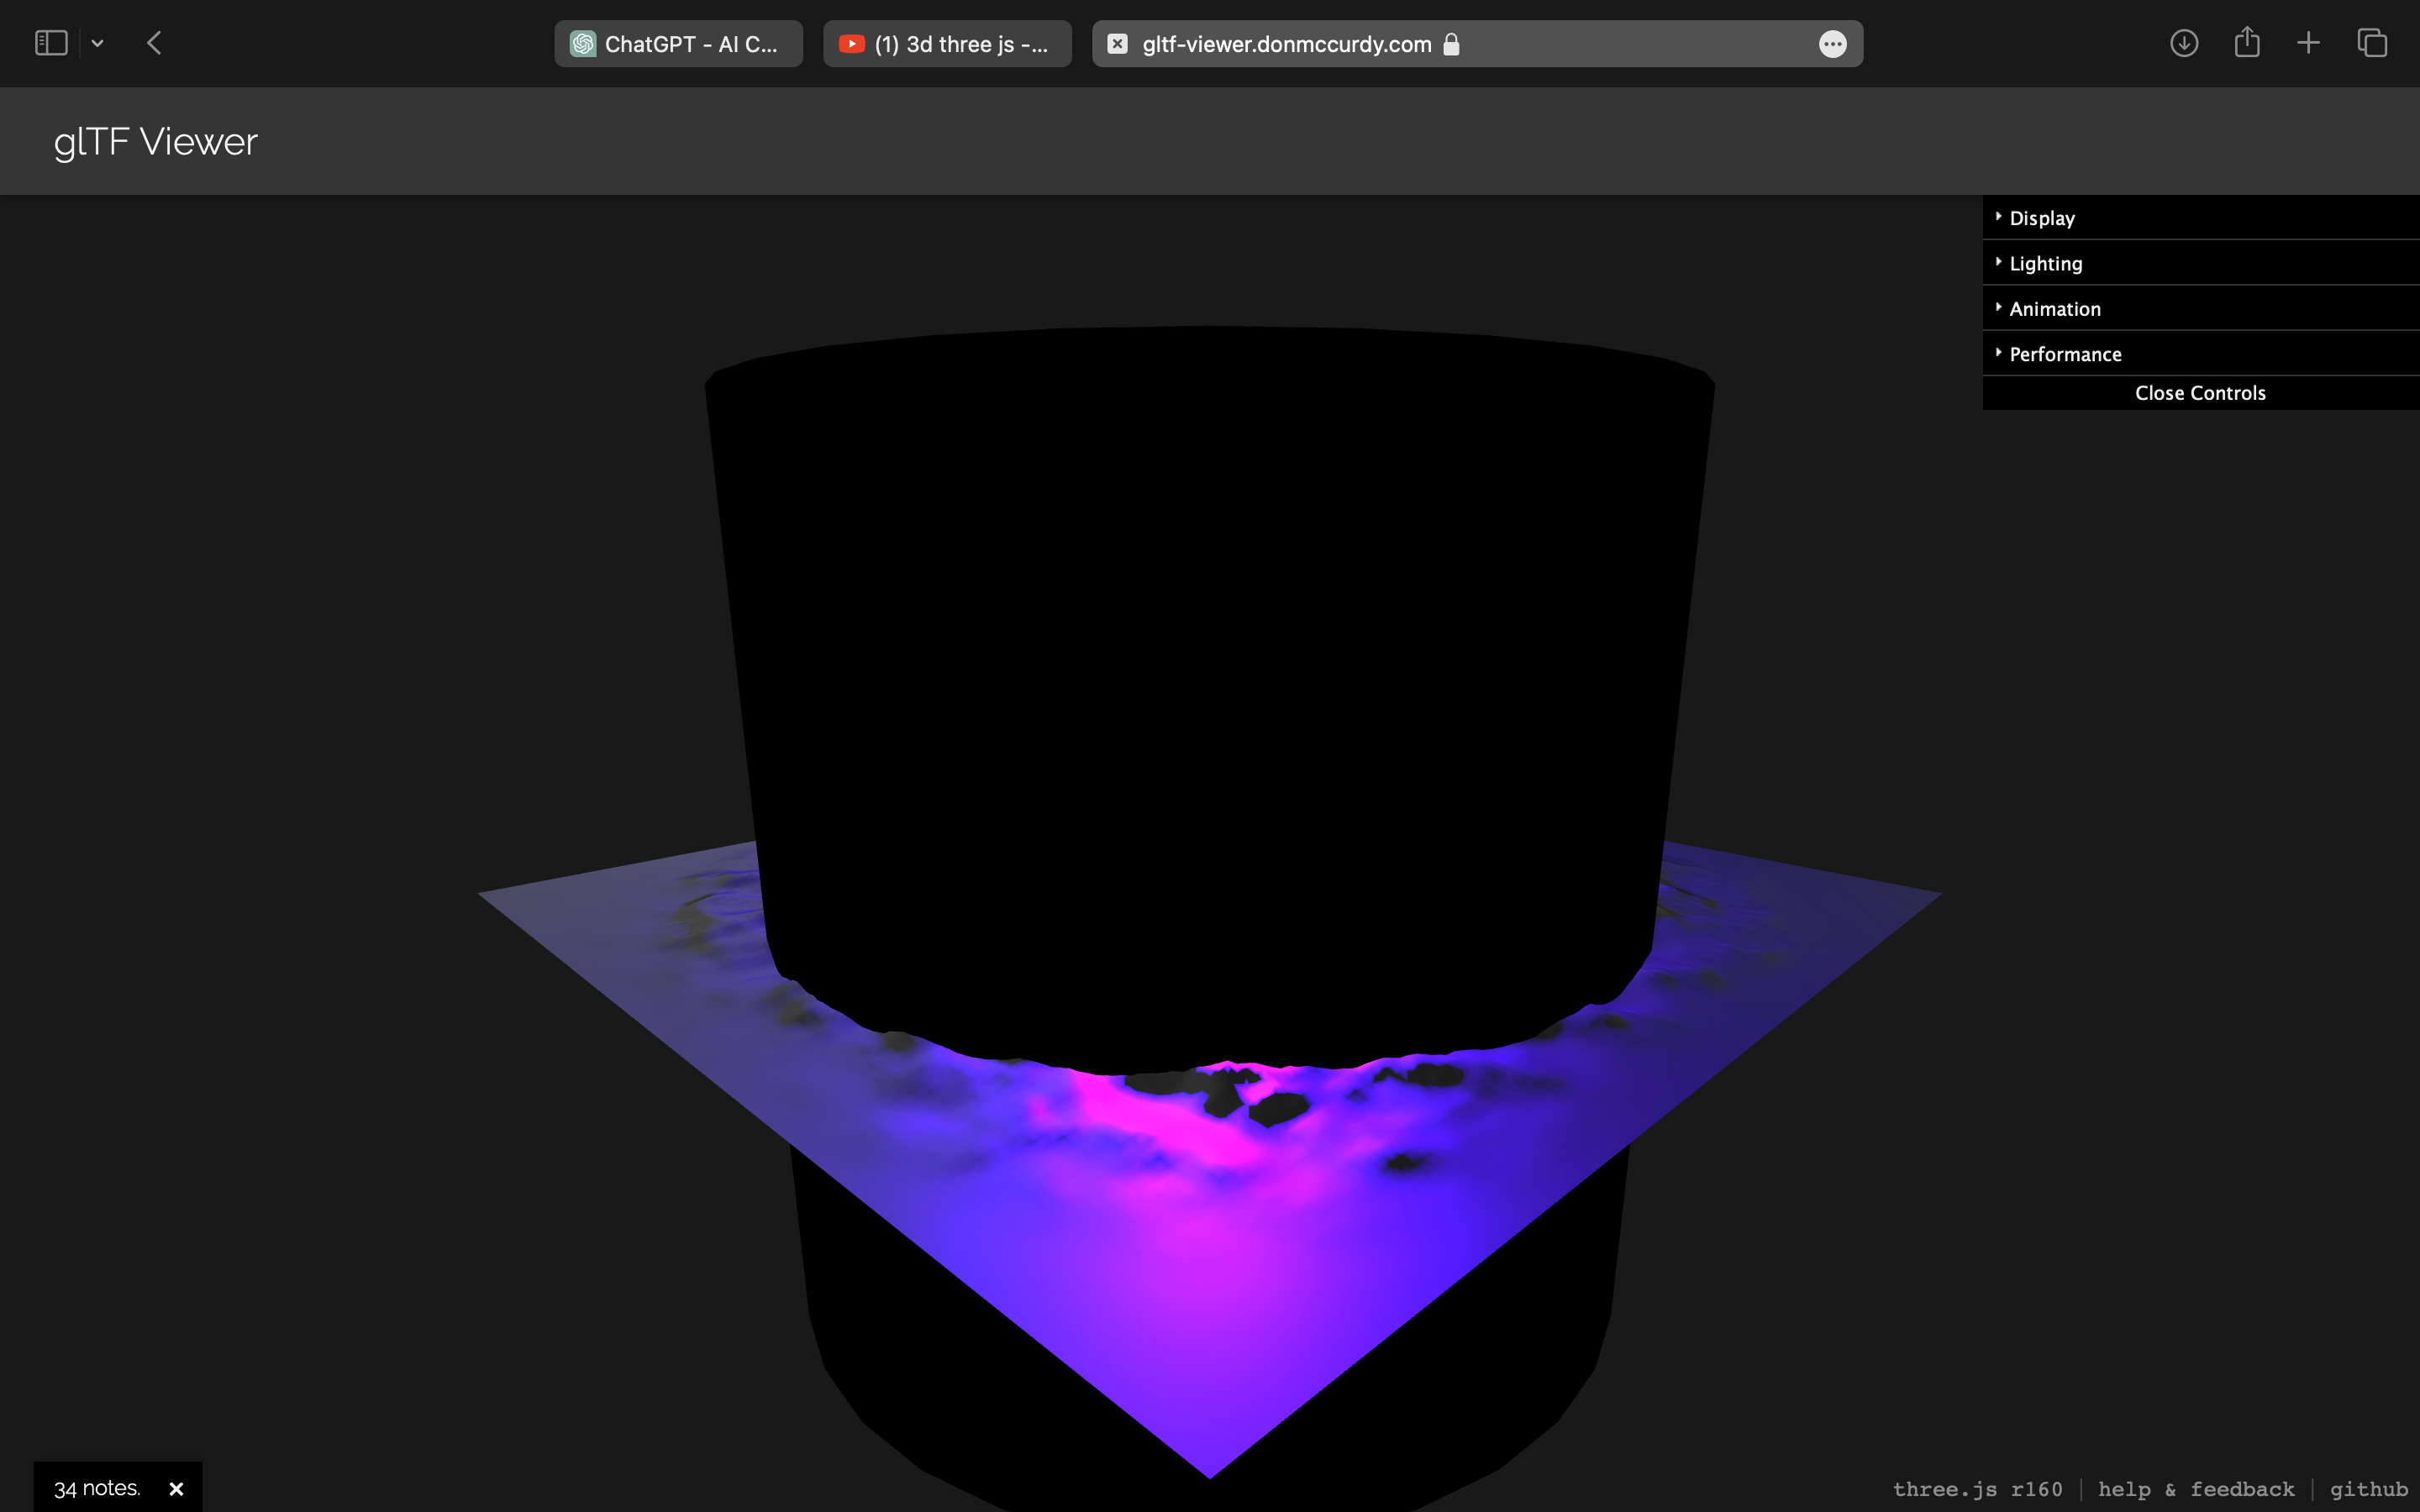 ChatGPT - AI C...
(1) 3d three js -...
gltf-viewer.donmccurdy.com
glTF Viewer
Display
Lighting
Animation
Performance
Close Controls
34 notes.
three.js r160 | help & feedback | github